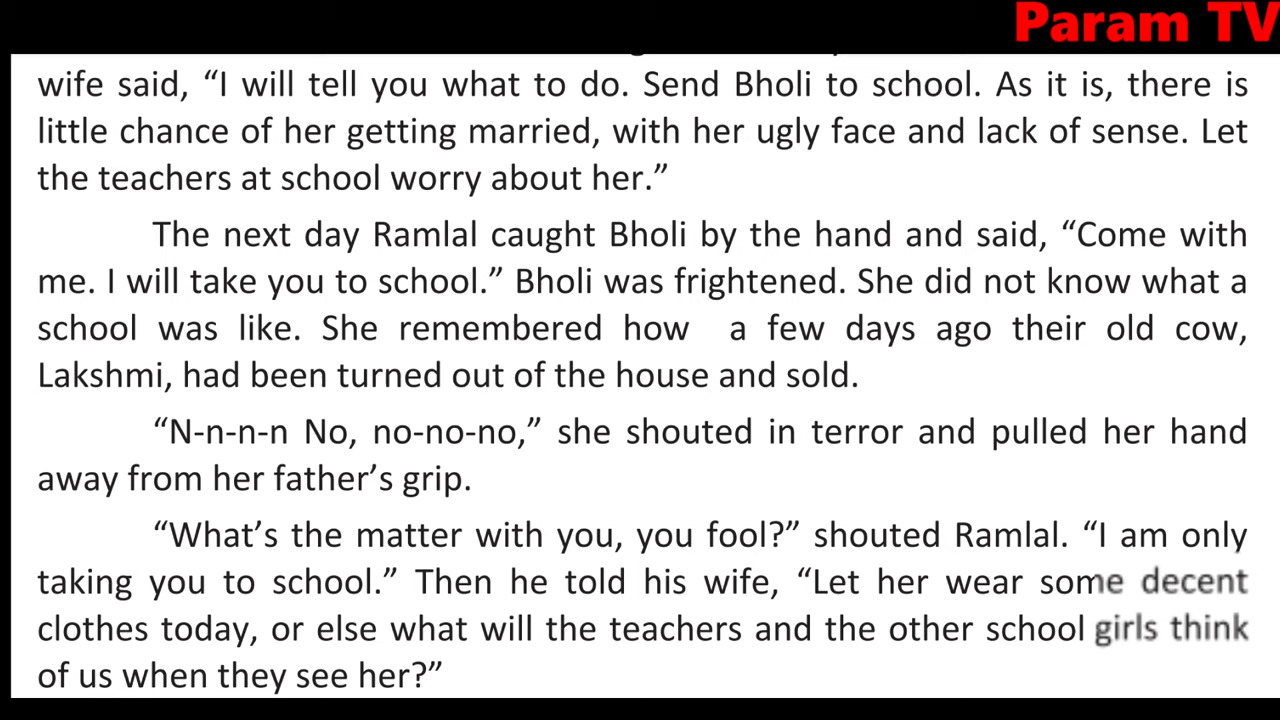 Param TV
wife said, “I will tell you what to do. Send Bholi to school. As it is, there is
little chance of her getting married, with her ugly face and lack of sense. Let
the teachers at school worry about her.”
The next day Ramlal caught Bholi by the hand and said, “Come with
me. I will take you to school.” Bholi was frightened. She did not know what a
school was like. She remembered how a few days ago their old cow,
Lakshmi, had been turned out of the house and sold.
“N-n-n-n No, no-no-no,” she shouted in terror and pulled her hand
away from her father’s grip.
“What’s the matter with you, you fool?” shouted Ramlal. “I am only
taking you to school.” Then he told his wife, “Let her wear some decent
clothes today, or else what will the teachers and the other school girls think
of us when they see her?”